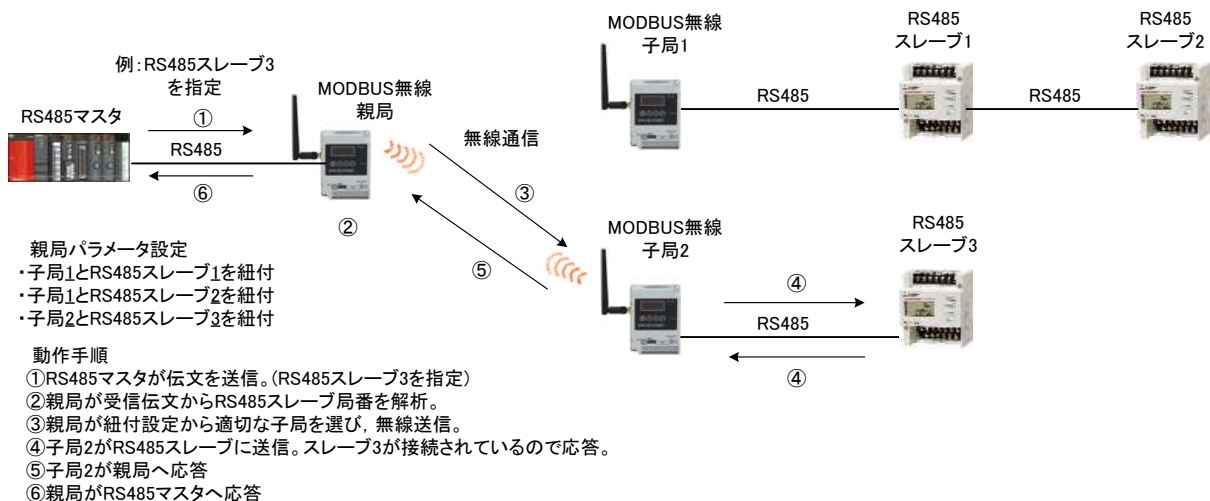 MODBUS無線
子局1
RS485
スレーブ1
RS485
スレーブ2
RS485
RS485
例:RS485スレーブ3
を指定
MODBUS無線
親局
RS485マスタ
①
RS485
⑥
②
無線通信
③
⑤
MODBUS無線
子局2
RS485
スレーブ3
④
RS485
④
親局パラメータ設定
・子局1とRS485スレーブ1を紐付
・子局1とRS485スレーブ2を紐付
・子局2とRS485スレーブ3を紐付
動作手順
①RS485マスタが伝文を送信。(RS485スレーブ3を指定)
②親局が受信伝文からRS485スレーブ局番を解析。
③親局が紐付設定から適切な子局を選び,無線送信。
④子局2がRS485スレーブに送信。スレーブ3が接続されているので応答。
⑤子局2が親局へ応答
⑥親局がRS485マスタへ応答